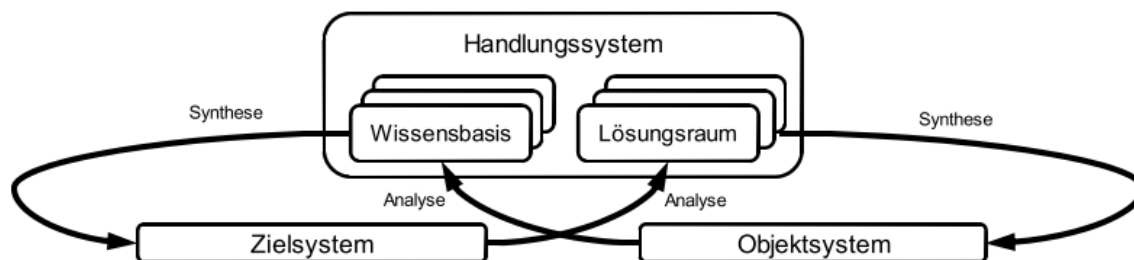 Handlungssystem
Synthese
Wissensbasis
Lösungsraum
Synthese
Analyse
Analyse
Zielsystem
Objektsystem